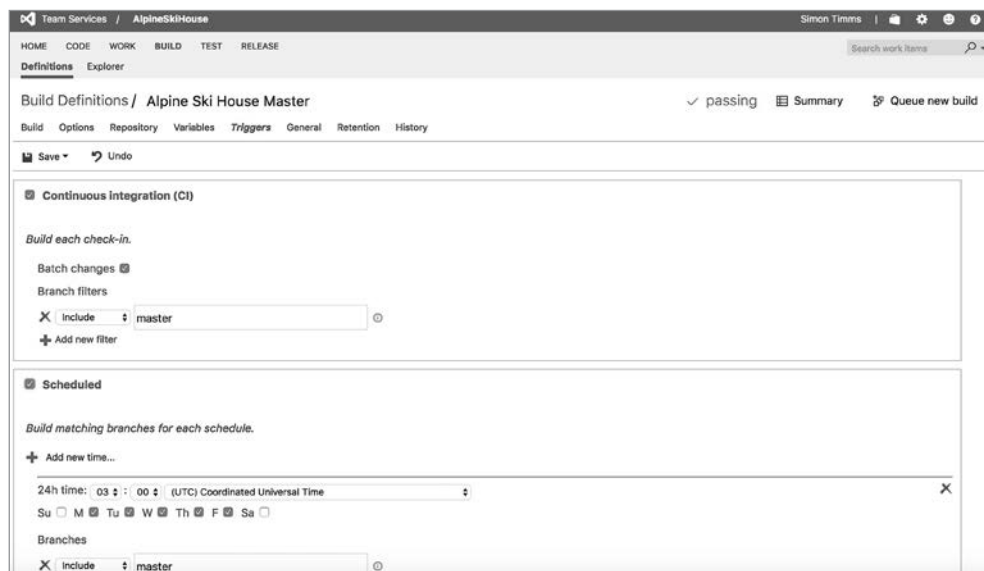 Team Services / AlpineSkiHouse Simon Timms |
HOME CODE WORK BUILD TEST RELEASE Search work items
Definitions Explorer
Build Definitions / Alpine Ski House Master passing Summary Queue new build
Build Options Repository Variables Triggers General Retention History
Save Undo
Continuous integration (CI)
Build each check-in.
Batch changes
Branch filters
Include master
Add new filter
Scheduled
Build matching branches for each schedule.
Add new time...
24h time: 03 : 00 (UTC) Coordinated Universal Time
Su M Tu W Th F Sa
Branches
Include master